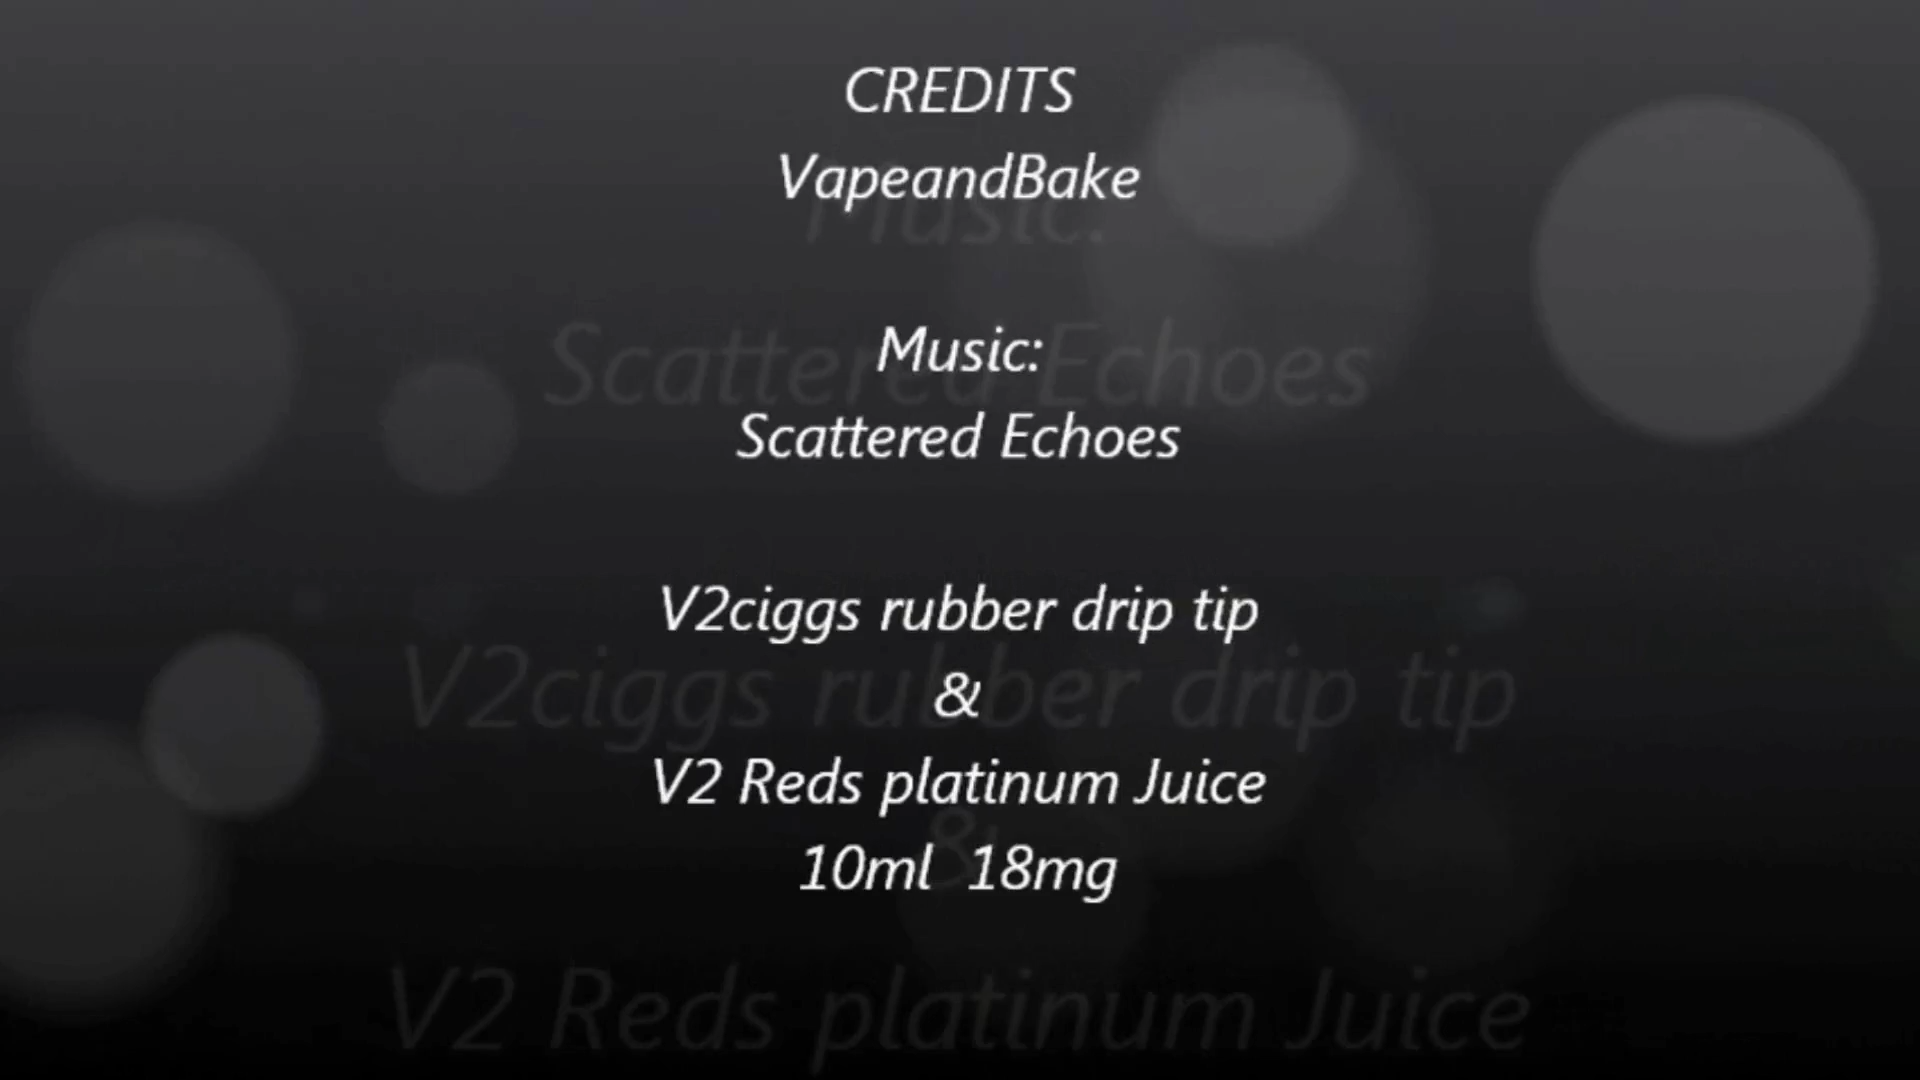 CREDITS
VapeandBake
Music:
Scattered Echoes
V2ciggs rubber drip tip
&
V2 Reds platinum Juice
10ml 18mg